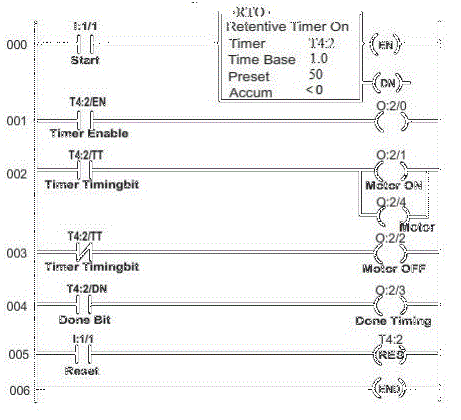 RTO
I:1/1
Retentive Timer On
000
Timer T4:2
EN
Start
Time Base 1.0
Preset 50
DN
Accum <0
T4:2/EN
O:2/0
001
Timer Enable
T4:2/TT
O:2/1
002
Timer Timingbit
Motor ON
O:2/4
Motor
T4:2/TT
O:2/2
003
Timer Timingbit
Motor OFF
T4:2/DN
O:2/3
004
Done Bit
Done Timing
I:1/1
T4:2
005
RES
Reset
006
END